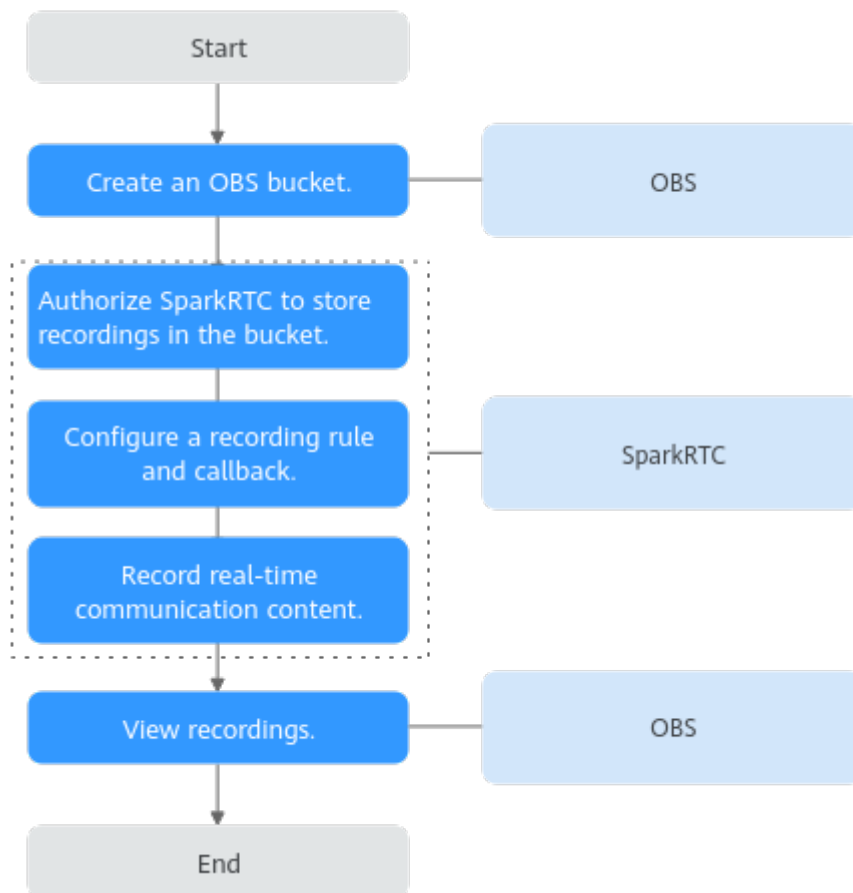 Start
Create an OBS bucket.
OBS
Authorize SparkRTC to store
recordings in the bucket.
Configure a recording rule
and callback.
SparkRTC
Record real-time
communication content.
View recordings.
OBS
End